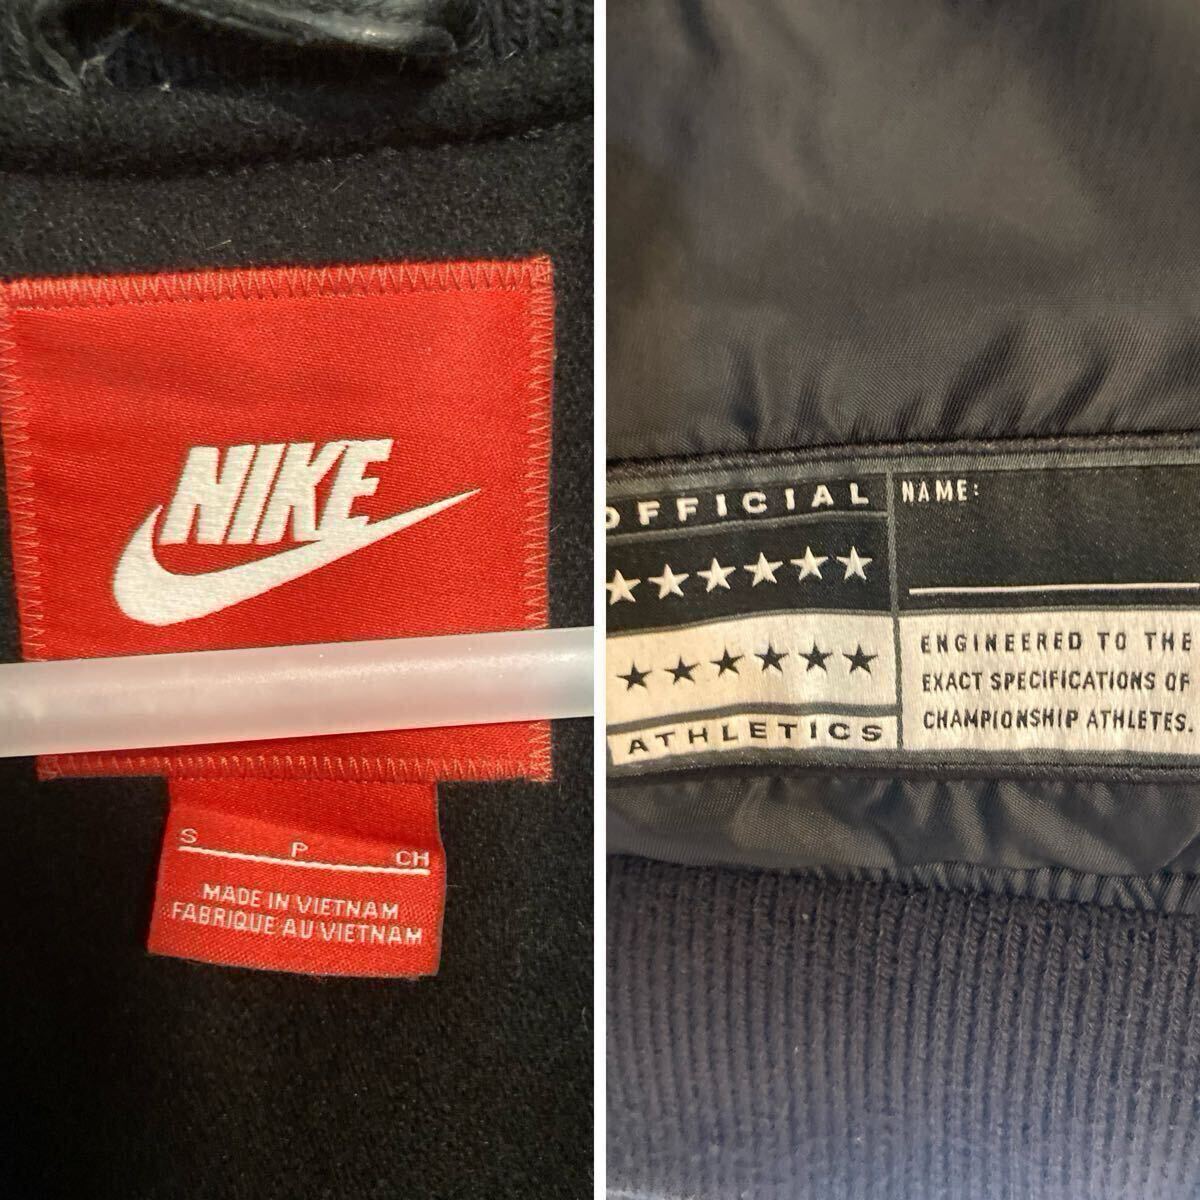 NIKE
S P CH
MADE IN VIETNAM
FABRIQUE AU VIETNAM
OFFICIAL
ATHLETICS
NAME:
ENGINEERED TO THE
EXACT SPECIFICATIONS OF
CHAMPIONSHIP ATHLETES.